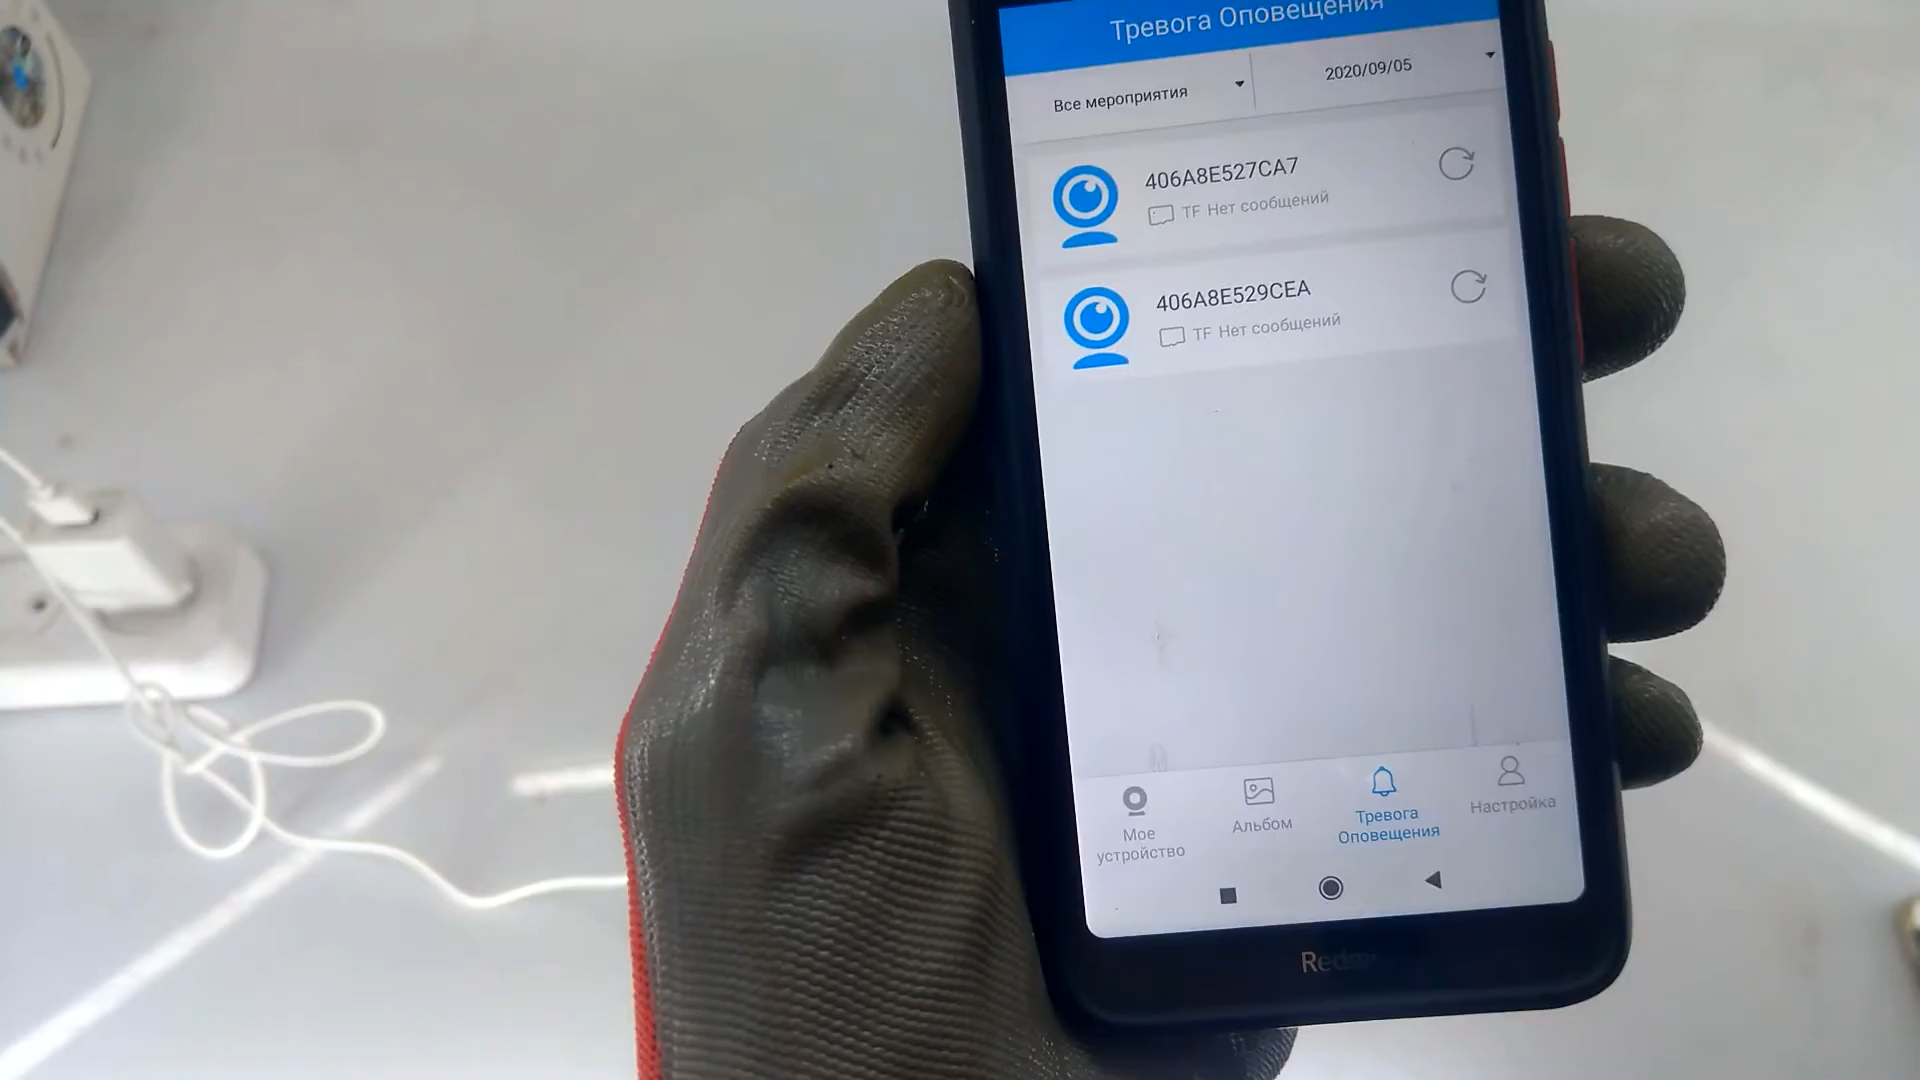 Тревога Оповещения
Все мероприятия
2020/09/05
406A8E527CA7
TF Нет сообщений
406A8E529CEA
TF Нет сообщений
Мое
устройство
Альбом
Тревога
Оповещения
Настройка